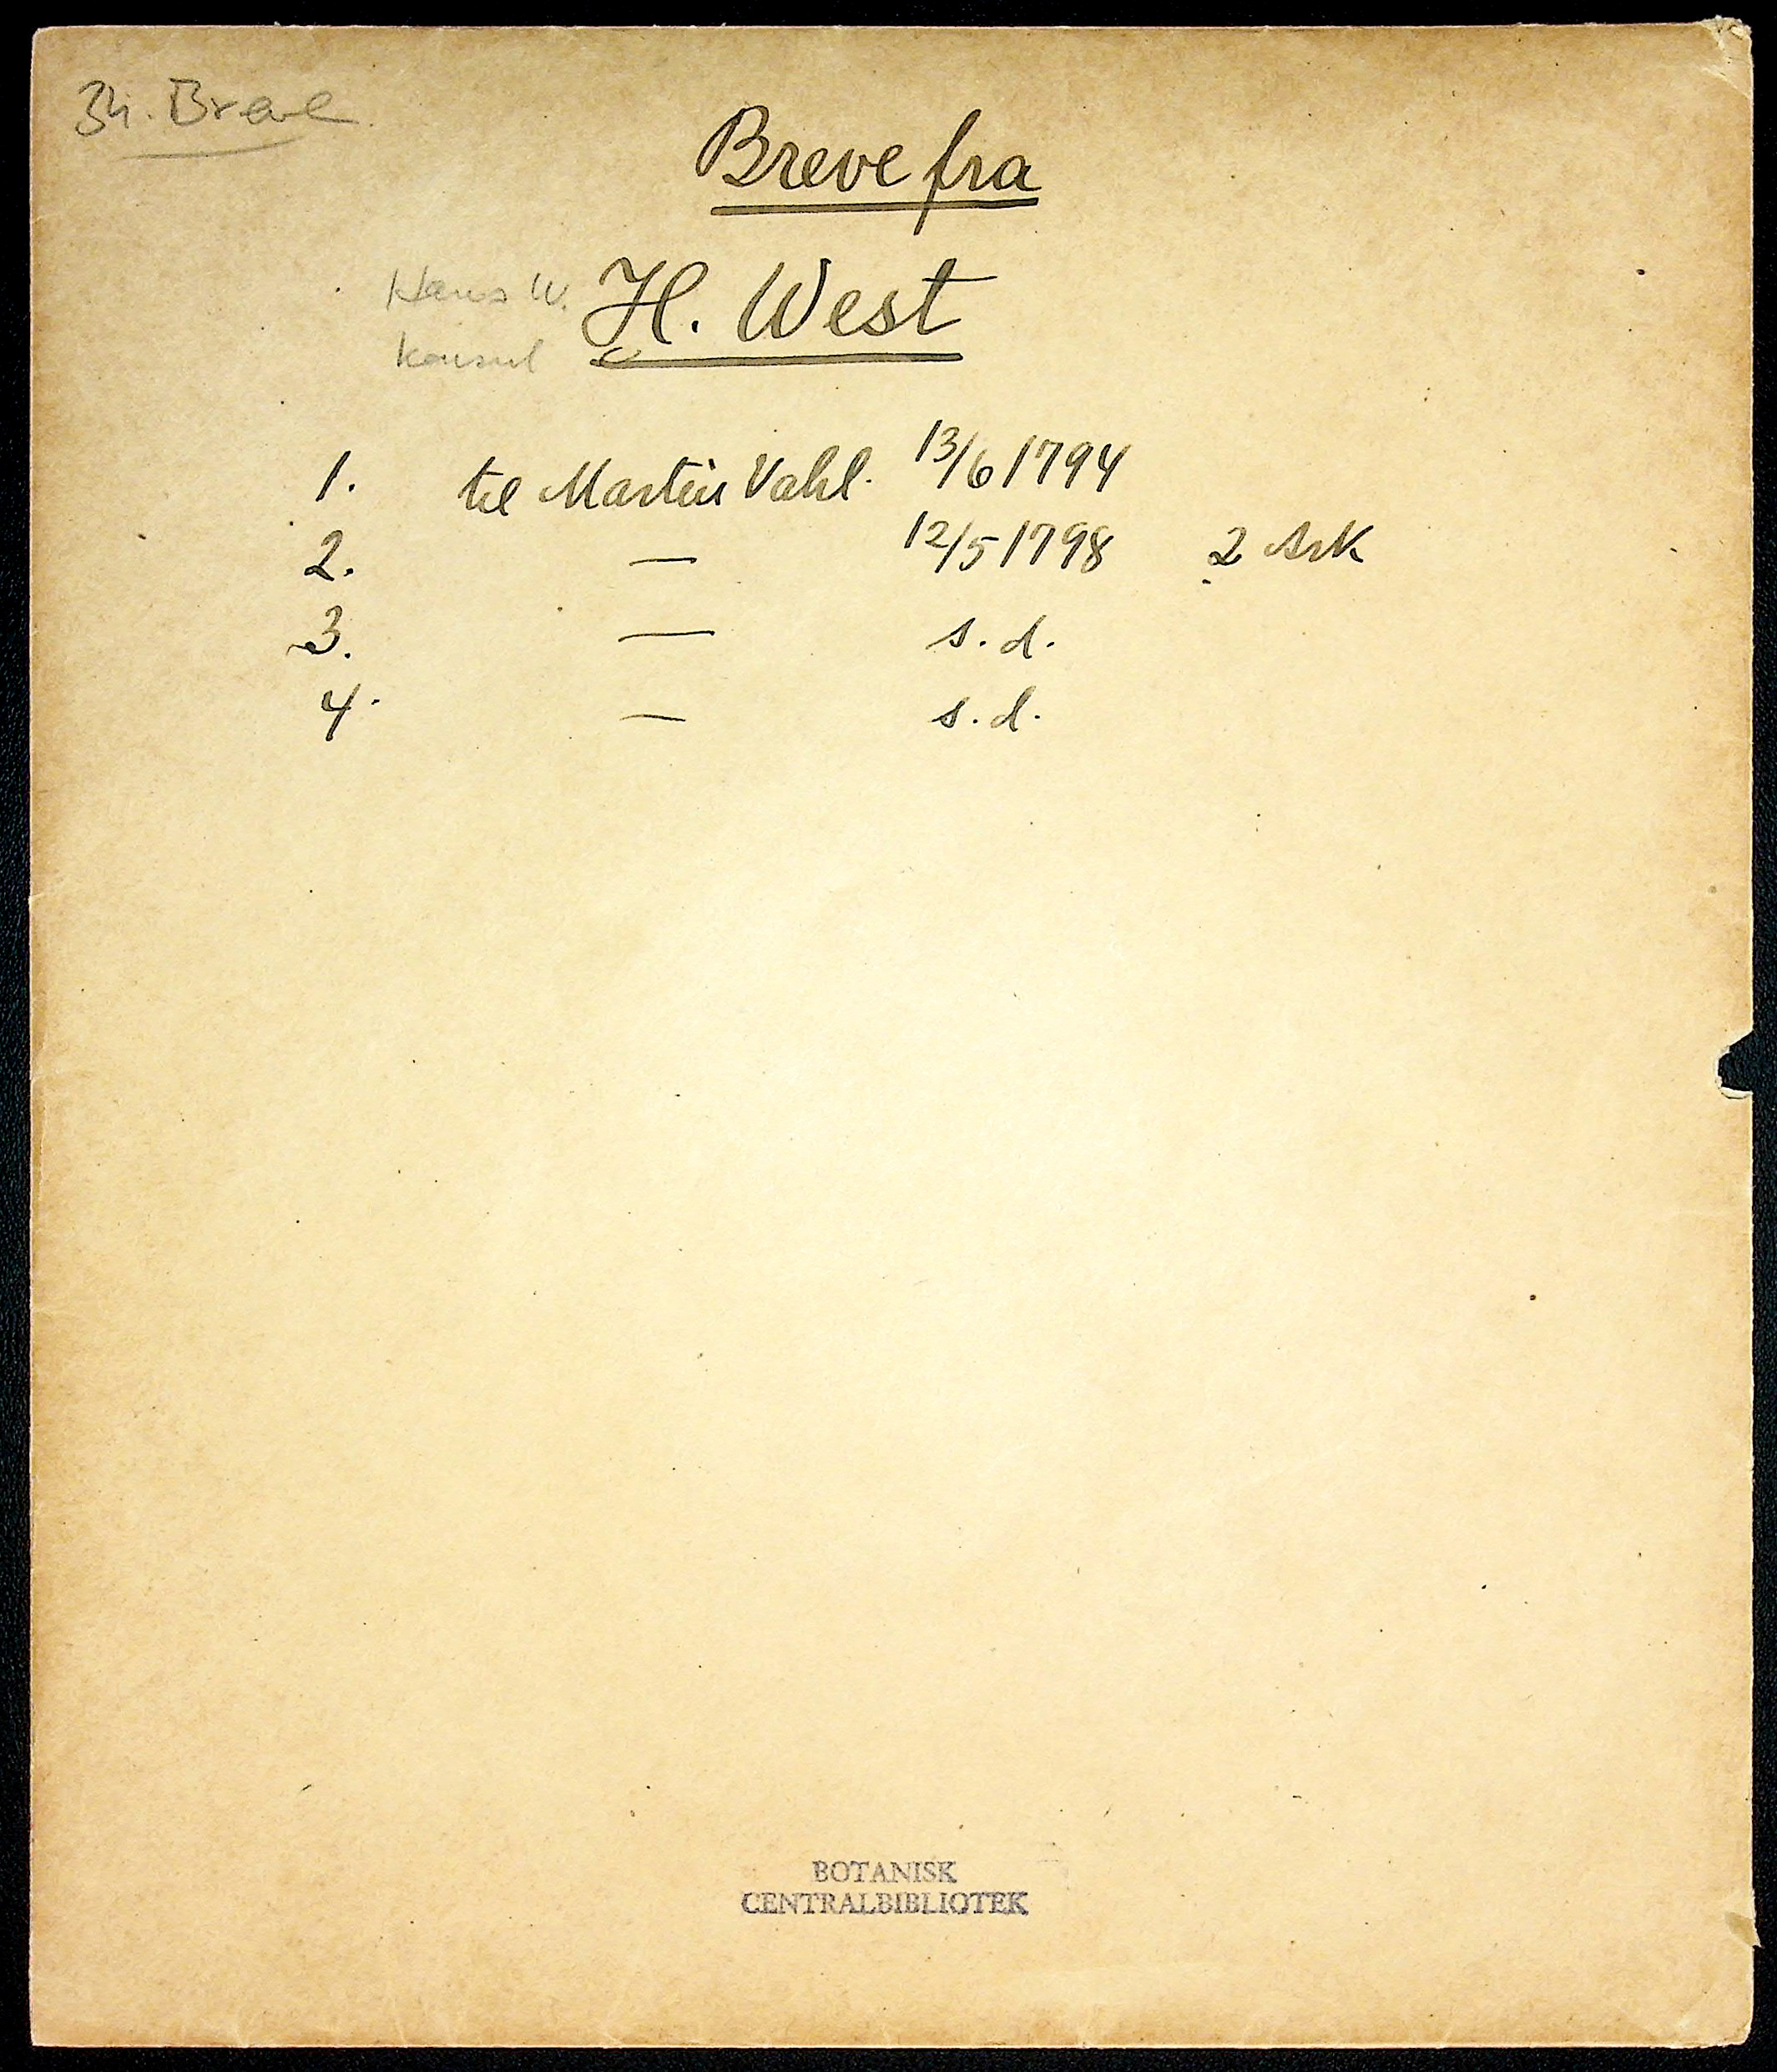 34. Breve
Breve fra
Hans W. H. West
Konsul
1. til Martin Vahl. 13/6 1794
2. — 12/5 1798 2 Ark
3. — s. d.
4. — s. d.
BOTANISK
CENTRALBIBLIOTEK